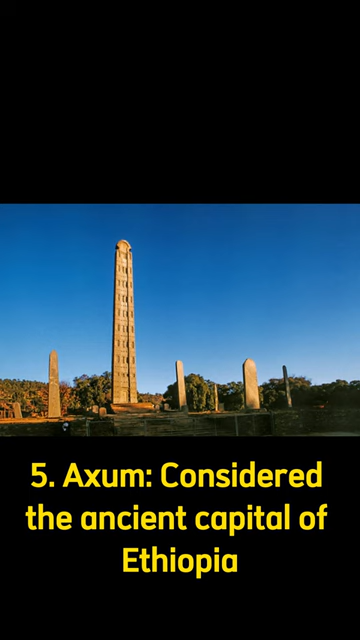 5. Axum: Considered
the ancient capital of
Ethiopia